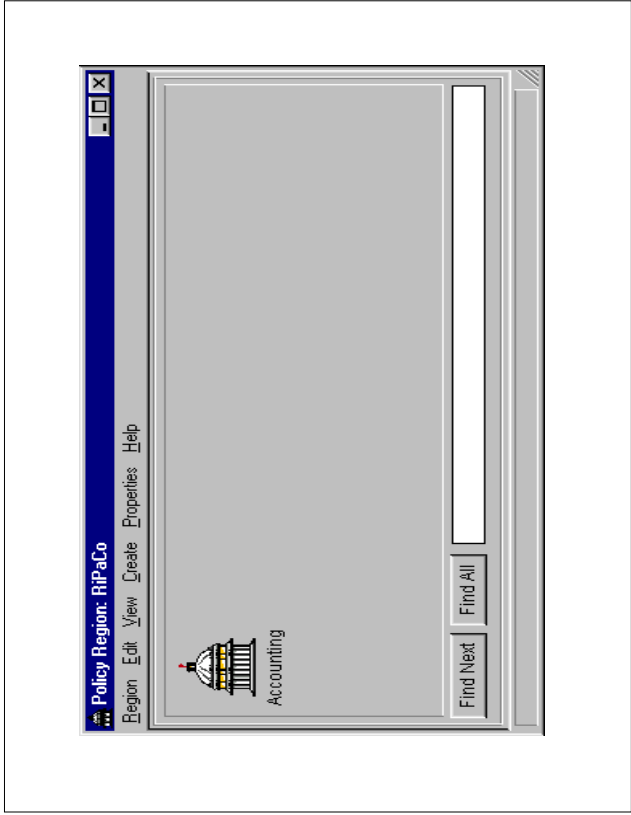 Policy Region: RiPaCo
Region Edit View Create Properties Help
Accounting
Find Next Find All